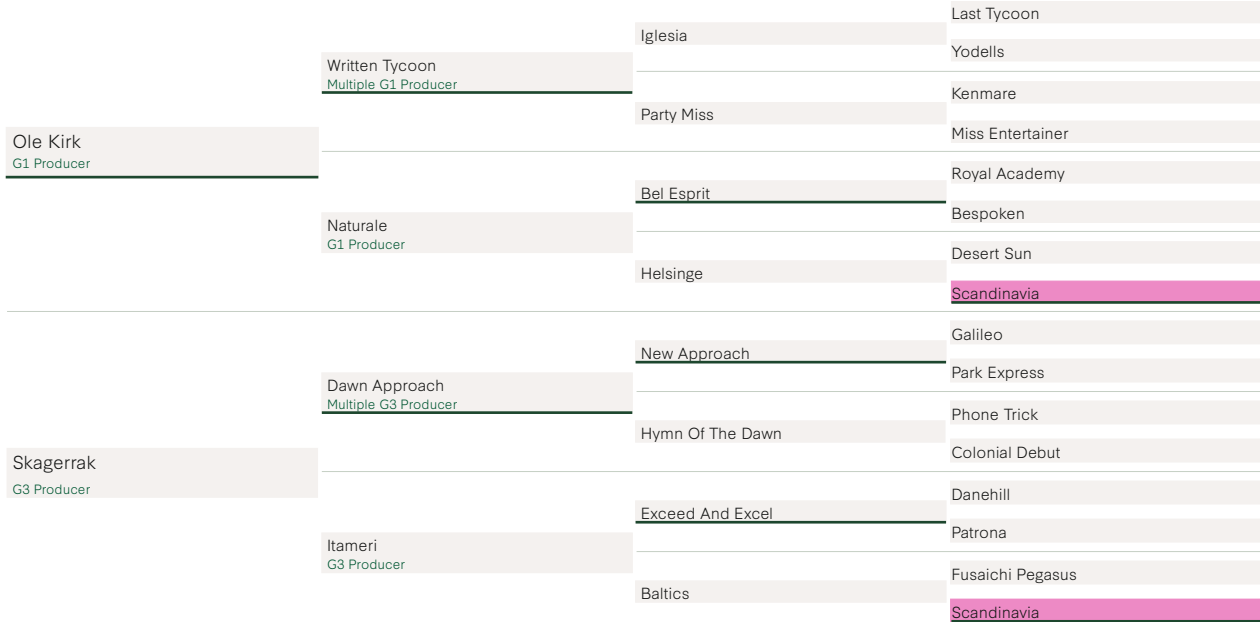 Last Tycoon
Iglesia
Yodells
Written Tycoon
Multiple G1 Producer
Kenmare
Party Miss
Miss Entertainer
Ole Kirk
G1 Producer
Royal Academy
Bel Esprit
Bespoken
Naturale
G1 Producer
Desert Sun
Helsinge
Scandinavia
Galileo
New Approach
Park Express
Dawn Approach
Multiple G3 Producer
Phone Trick
Hymn Of The Dawn
Colonial Debut
Skagerrak
G3 Producer
Danehill
Exceed And Excel
Patrona
Itameri
G3 Producer
Fusaichi Pegasus
Baltics
Scandinavia